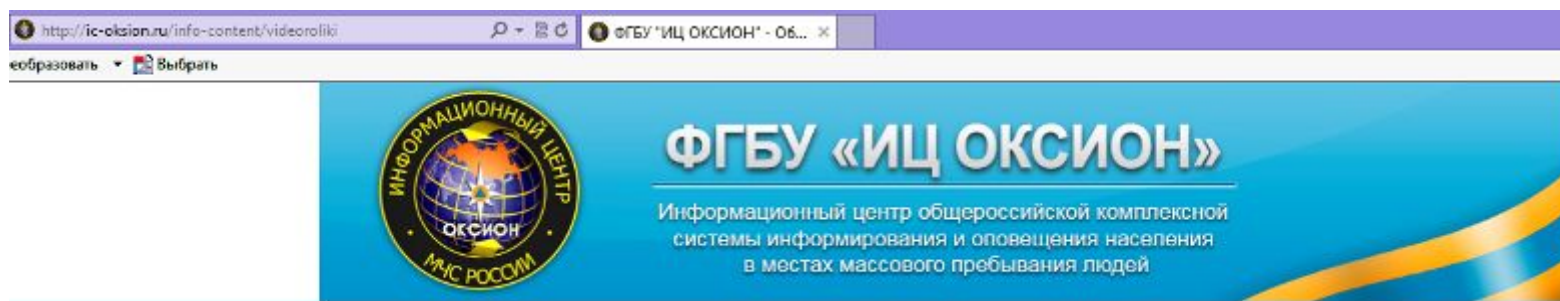 http://ic-oksion.ru/info-content/videoroliki
ФГБУ "ИЦ ОКСИОН" - Об...
еобразовать
Выбрать
ИНФОРМАЦИОННЫЙ ЦЕНТР
ОКСИОН
МЧС РОССИИ
ФГБУ «ИЦ ОКСИОН»
Информационный центр общероссийской комплексной
системы информирования и оповещения населения
в местах массового пребывания людей